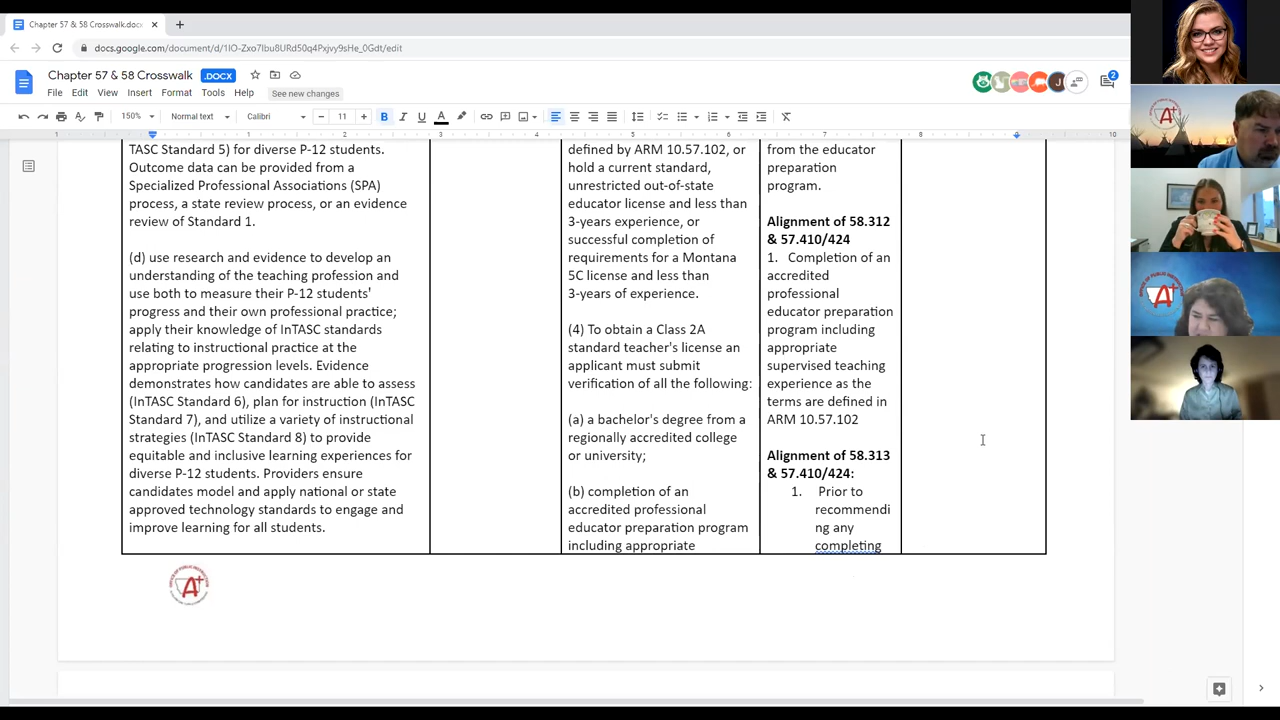 Chapter 57 & 58 Crosswalk.docx
docs.google.com/document/d/1IO-Zxo7Ibu8URd50q4Pxjvy9sHe_0Gdt/edit
Chapter 57 & 58 Crosswalk .DOCX
File Edit View Insert Format Tools Help See new changes
2
150% Normal text Calibri 11
1 1 2 3 4 5 6 7 8 10
TASC Standard 5) for diverse P-12 students.
Outcome data can be provided from a
Specialized Professional Associations (SPA)
process, a state review process, or an evidence
review of Standard 1.
(d) use research and evidence to develop an
understanding of the teaching profession and
use both to measure their P-12 students'
progress and their own professional practice;
apply their knowledge of InTASC standards
relating to instructional practice at the
appropriate progression levels. Evidence
demonstrates how candidates are able to assess
(InTASC Standard 6), plan for instruction (InTASC
Standard 7), and utilize a variety of instructional
strategies (InTASC Standard 8) to provide
equitable and inclusive learning experiences for
diverse P-12 students. Providers ensure
candidates model and apply national or state
approved technology standards to engage and
improve learning for all students.
defined by ARM 10.57.102, or
hold a current standard,
unrestricted out-of-state
educator license and less than
3-years experience, or
successful completion of
requirements for a Montana
5C license and less than
3-years of experience.
(4) To obtain a Class 2A
standard teacher's license an
applicant must submit
verification of all the following:
(a) a bachelor's degree from a
regionally accredited college
or university;
(b) completion of an
accredited professional
educator preparation program
including appropriate
from the educator
preparation
program.
Alignment of 58.312
& 57.410/424
1. Completion of an
accredited
professional
educator preparation
program including
appropriate
supervised teaching
experience as the
terms are defined in
ARM 10.57.102
Alignment of 58.313
& 57.410/424:
1. Prior to
recommendi
ng any
completing
A+